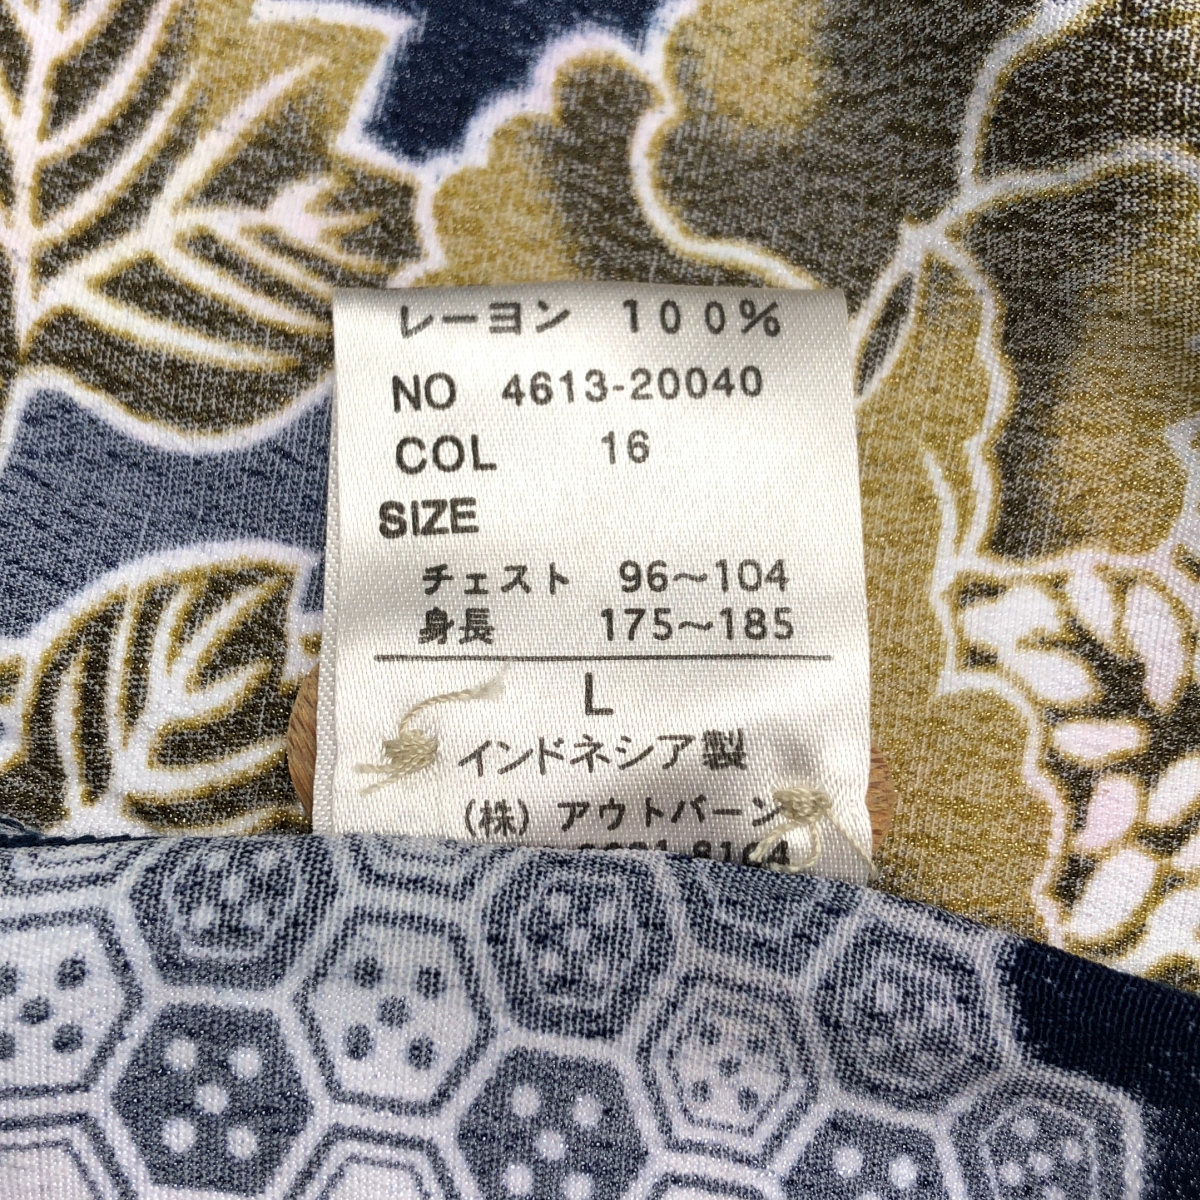 レーヨン 100%
NO 4613-20040
COL 16
SIZE
チェスト 96～104
身長 175～185
L
インドネシア製
(株) アウトバーン